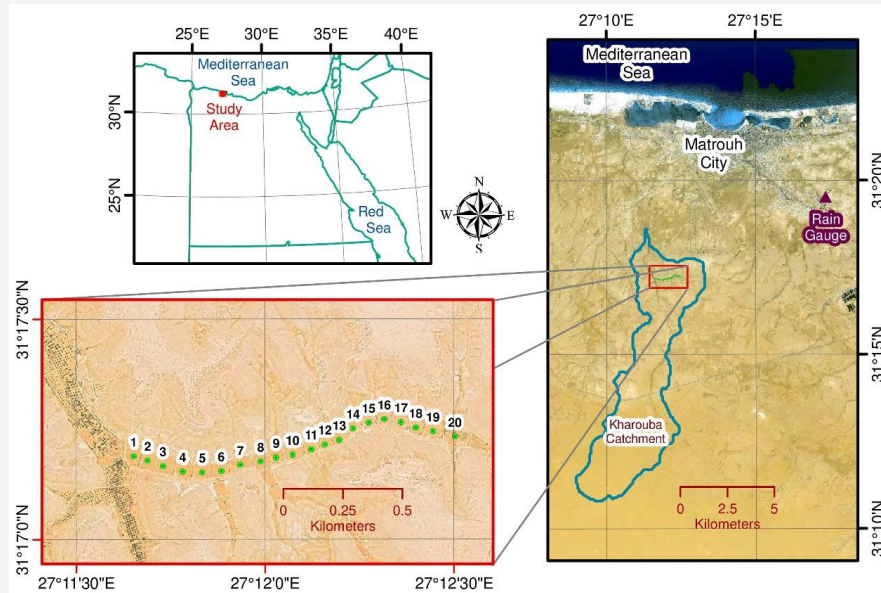 25°E 30°E 35°E 40°E
Mediterranean
Sea
Study
Area
30°N
25°N
Red
Sea
N
W E
S
27°10'E 27°15'E
Mediterranean
Sea
Matrouh
City
Rain
Gauge
31°20'N
31°15'N
31°10'N
Kharouba
Catchment
0 2.5 5
Kilometers
31°17'30"N
31°17'0"N
1 2 3 4 5 6 7 8 9 10 11 12 13 14 15 16 17 18 19 20
0 0.25 0.5
Kilometers
27°11'30"E 27°12'0"E 27°12'30"E